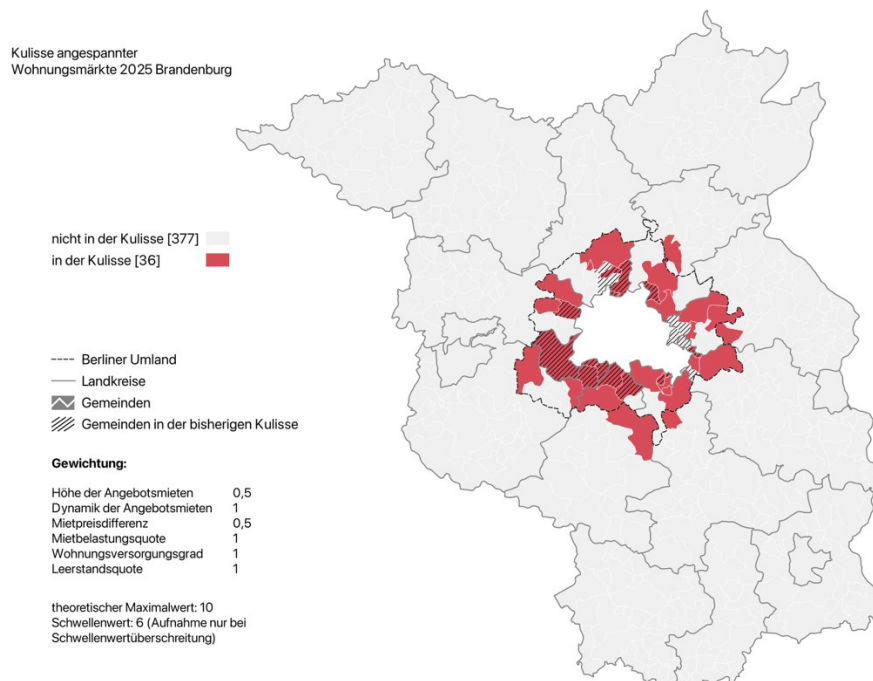 Kulisse angespannter
Wohnungsmärkte 2025 Brandenburg
nicht in der Kulisse [377]
in der Kulisse [36]
Berliner Umland
Landkreise
Gemeinden
Gemeinden in der bisherigen Kulisse
Gewichtung:
Höhe der Angebotsmieten 0,5
Dynamik der Angebotsmieten 1
Mietpreisdifferenz 0,5
Mietbelastungsquote 1
Wohnungsversorgungsgrad 1
Leerstandsquote 1
theoretischer Maximalwert: 10
Schwellenwert: 6 (Aufnahme nur bei
Schwellenwertüberschreitung)